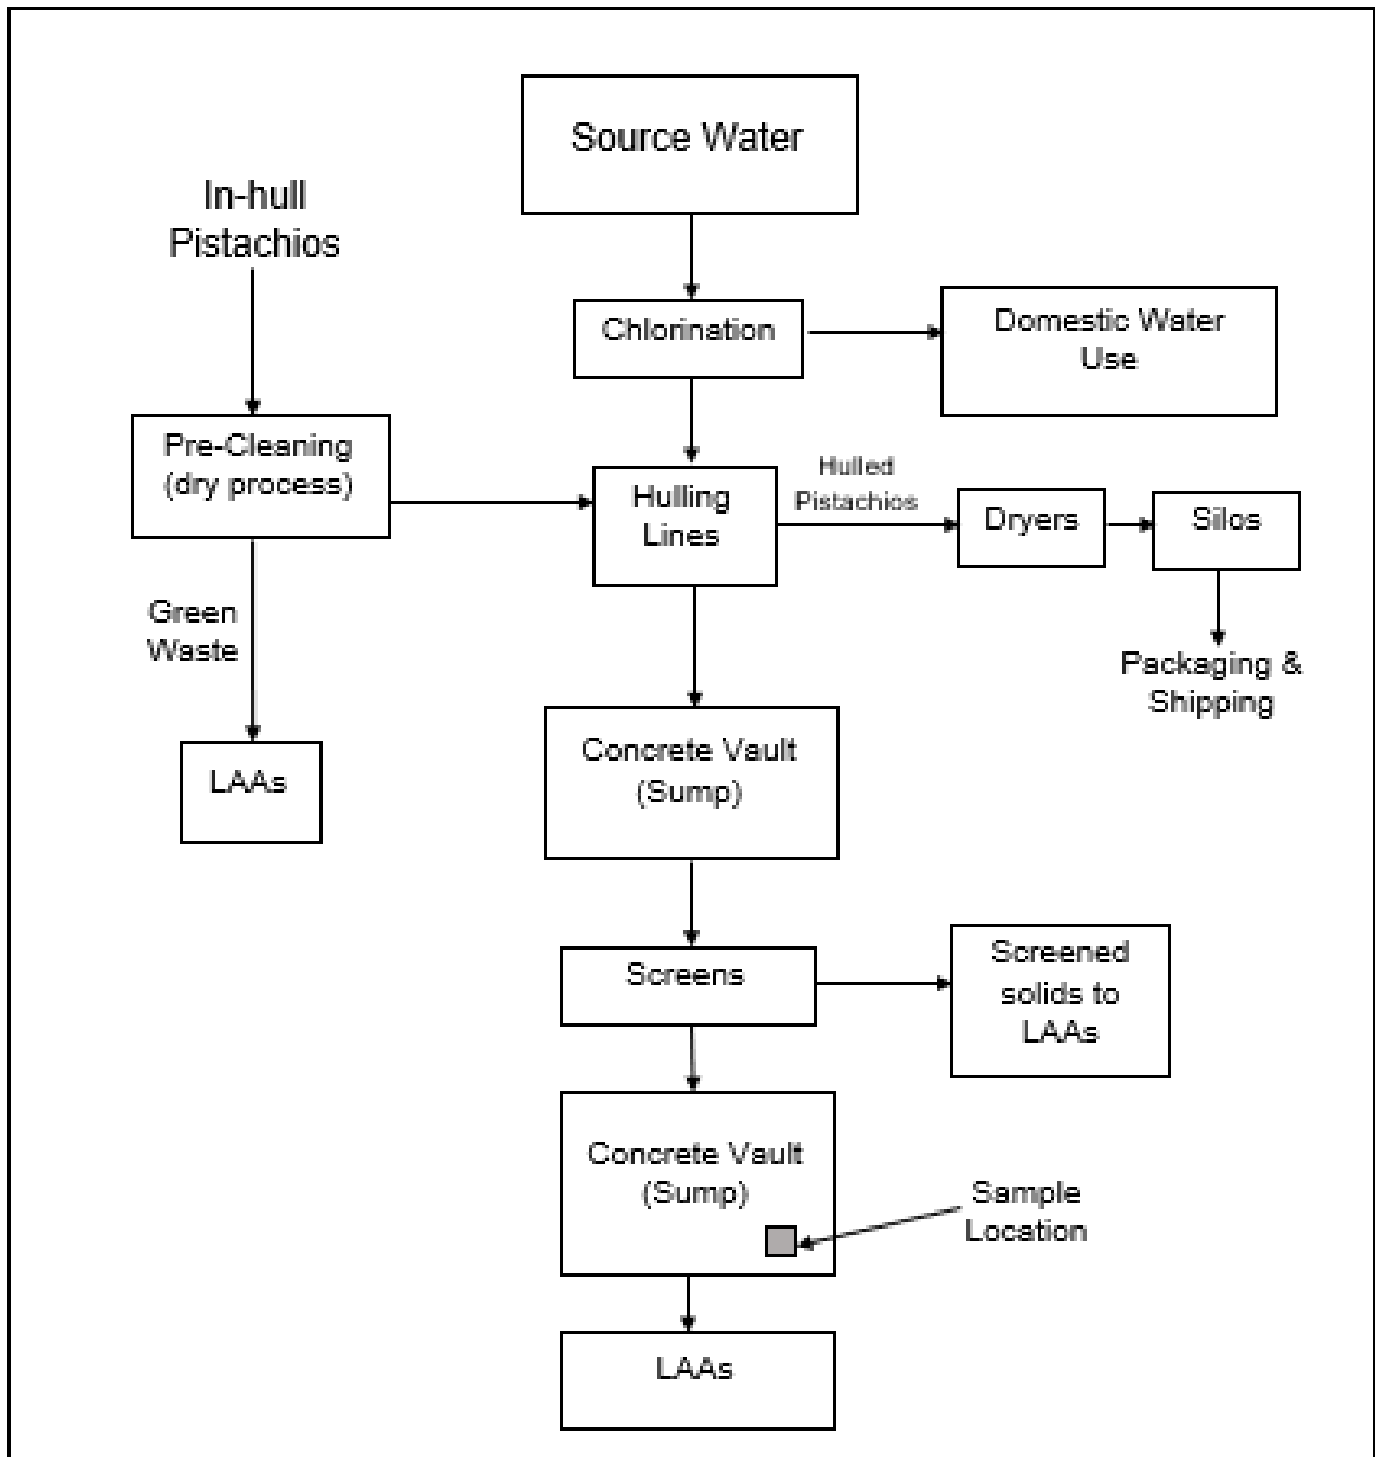 Source Water
In-hull
Pistachios
Chlorination
Domestic Water
Use
Pre-Cleaning
(dry process)
Hulling
Lines
Hulled
Pistachios
Dryers
Silos
Green
Waste
Packaging &
Shipping
LAAs
Concrete Vault
(Sump)
Screens
Screened
solids to
LAAs
Concrete Vault
(Sump)
Sample
Location
LAAs